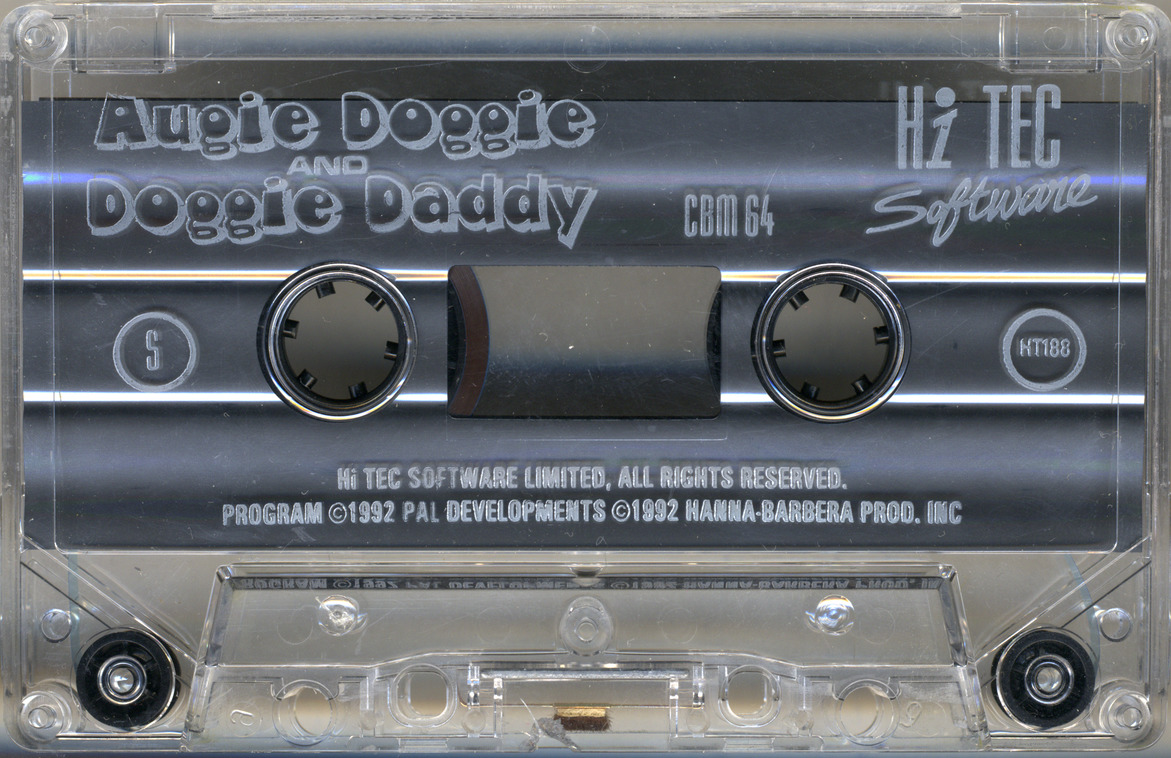 Augie Doggie
AND
Doggie Daddy
CBM 64
Hi TEC
Software
S
HT188
Hi TEC SOFTWARE LIMITED, ALL RIGHTS RESERVED.
PROGRAM ©1992 PAL DEVELOPMENTS ©1992 HANNA-BARBERA PROD. INC